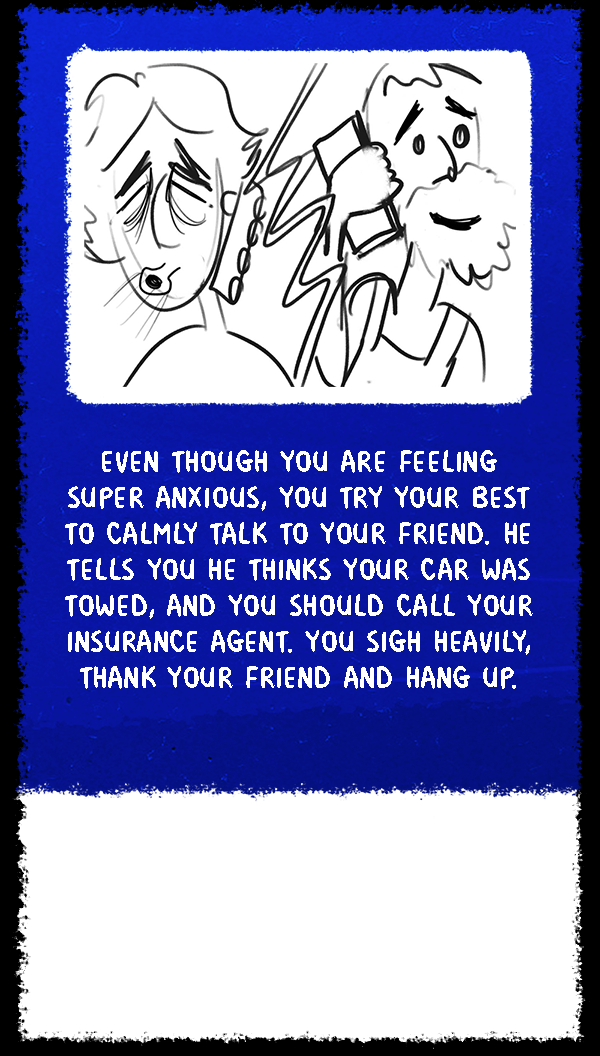 EVEN THOUGH YOU ARE FEELING
SUPER ANXIOUS, YOU TRY YOUR BEST
TO CALMLY TALK TO YOUR FRIEND. HE
TELLS YOU HE THINKS YOUR CAR WAS
TOWED, AND YOU SHOULD CALL YOUR
INSURANCE AGENT. YOU SIGH HEAVILY,
THANK YOUR FRIEND AND HANG UP.